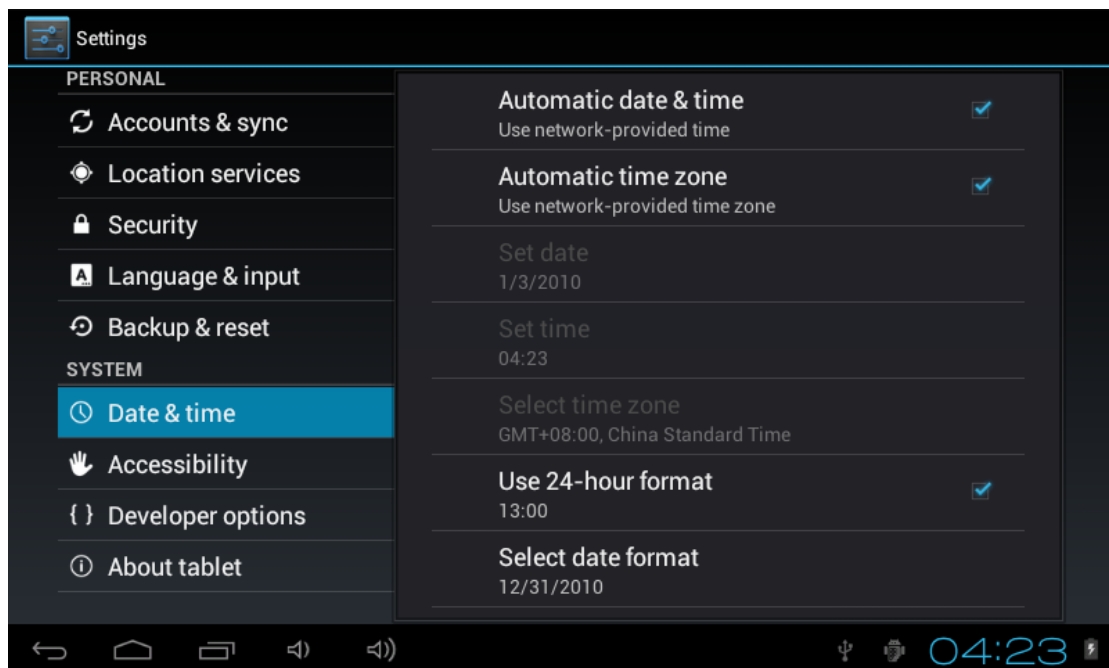 Settings
PERSONAL
Accounts & sync
Location services
Security
A Language & input
Backup & reset
SYSTEM
Date & time
Accessibility
{ } Developer options
About tablet
Automatic date & time
Use network-provided time
Automatic time zone
Use network-provided time zone
Set date
1/3/2010
Set time
04:23
Select time zone
GMT+08:00, China Standard Time
Use 24-hour format
13:00
Select date format
12/31/2010
04:23